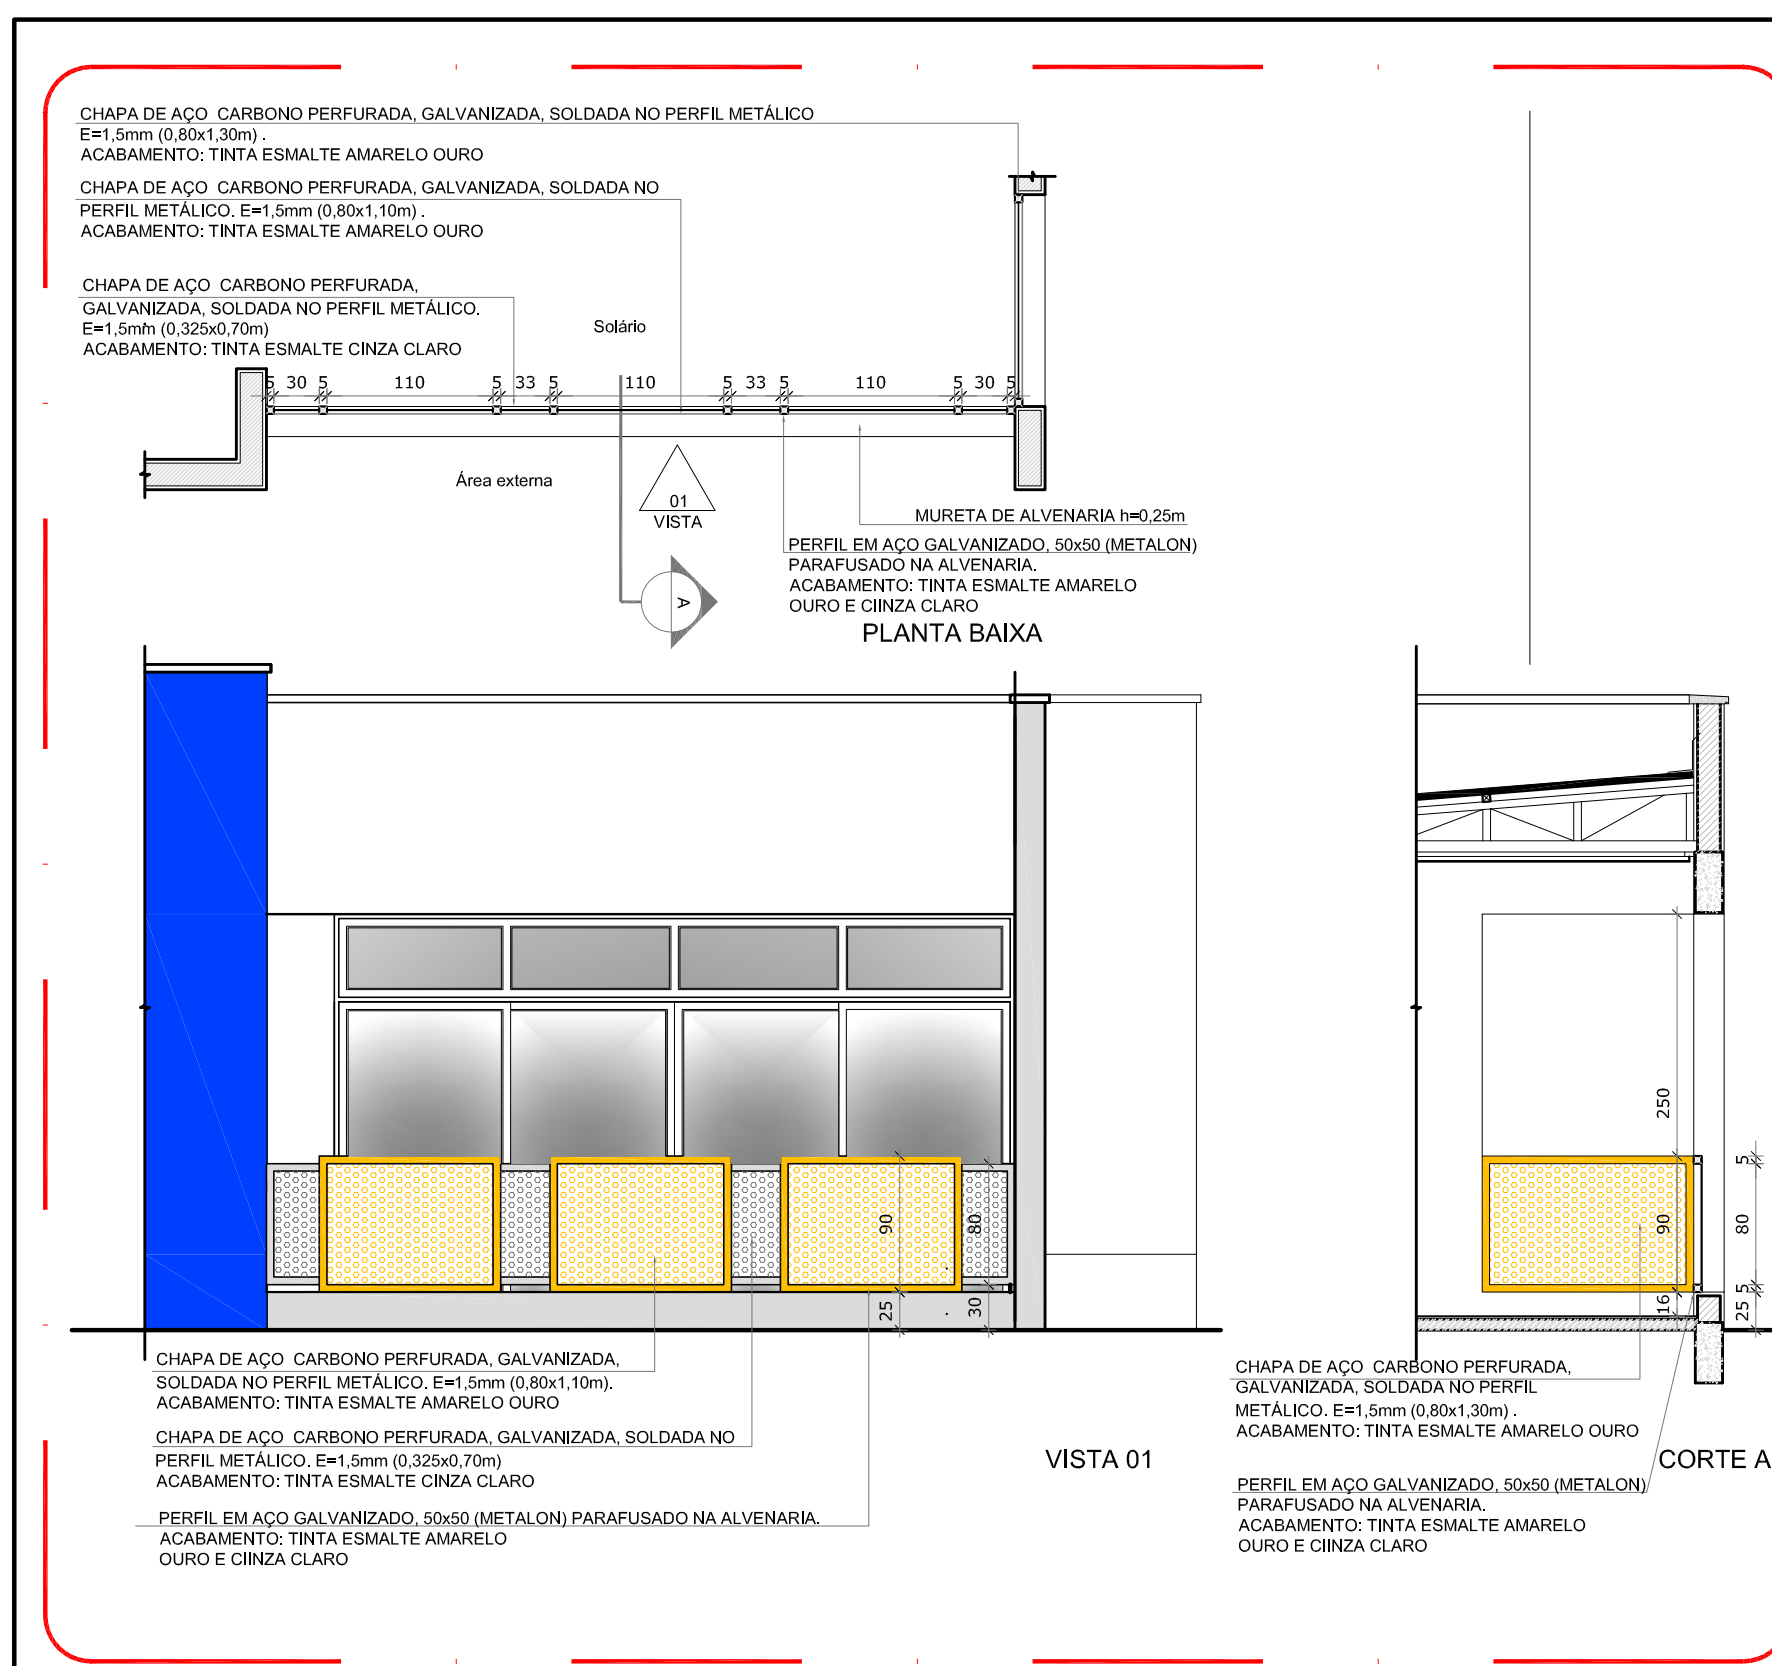 CHAPA DE AÇO CARBONO PERFURADA, GALVANIZADA, SOLDADA NO PERFIL METÁLICO
E=1,5mm (0,80x1,30m) .
ACABAMENTO: TINTA ESMALTE AMARELO OURO
CHAPA DE AÇO CARBONO PERFURADA, GALVANIZADA, SOLDADA NO
PERFIL METÁLICO. E=1,5mm (0,80x1,10m) .
ACABAMENTO: TINTA ESMALTE AMARELO OURO
CHAPA DE AÇO CARBONO PERFURADA,
GALVANIZADA, SOLDADA NO PERFIL METÁLICO.
E=1,5mm (0,325x0,70m)
ACABAMENTO: TINTA ESMALTE CINZA CLARO
Solário
5 30 5 110 5 33 5 110 5 33 5 110 5 30 5
Área externa
01
VISTA
MURETA DE ALVENARIA h=0,25m
PERFIL EM AÇO GALVANIZADO, 50x50 (METALON)
PARAFUSADO NA ALVENARIA.
ACABAMENTO: TINTA ESMALTE AMARELO
OURO E CIINZA CLARO
A
PLANTA BAIXA
90
80
25
30
250
5
90
80
16
5
25
CHAPA DE AÇO CARBONO PERFURADA, GALVANIZADA,
SOLDADA NO PERFIL METÁLICO. E=1,5mm (0,80x1,10m).
ACABAMENTO: TINTA ESMALTE AMARELO OURO
CHAPA DE AÇO CARBONO PERFURADA, GALVANIZADA, SOLDADA NO
PERFIL METÁLICO. E=1,5mm (0,325x0,70m)
ACABAMENTO: TINTA ESMALTE CINZA CLARO
PERFIL EM AÇO GALVANIZADO, 50x50 (METALON) PARAFUSADO NA ALVENARIA.
ACABAMENTO: TINTA ESMALTE AMARELO
OURO E CIINZA CLARO
VISTA 01
CHAPA DE AÇO CARBONO PERFURADA,
GALVANIZADA, SOLDADA NO PERFIL
METÁLICO. E=1,5mm (0,80x1,30m) .
ACABAMENTO: TINTA ESMALTE AMARELO OURO
CORTE A
PERFIL EM AÇO GALVANIZADO, 50x50 (METALON)
PARAFUSADO NA ALVENARIA.
ACABAMENTO: TINTA ESMALTE AMARELO
OURO E CIINZA CLARO